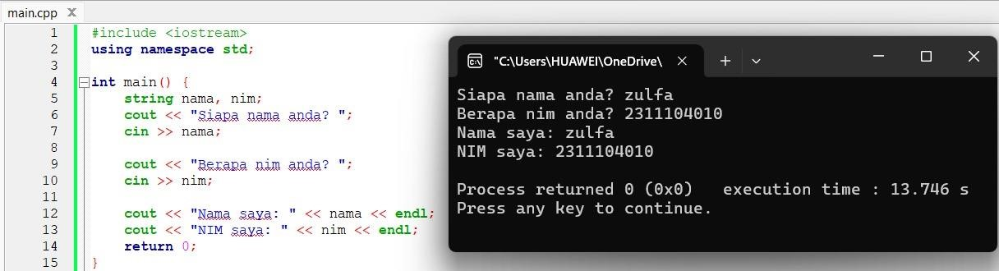 main.cpp
1 #include <iostream>
2 using namespace std;
3
4 int main() {
5 string nama, nim;
6 cout << "Siapa nama anda? ";
7 cin >> nama;
8
9 cout << "Berapa nim anda? ";
10 cin >> nim;
11
12 cout << "Nama saya: " << nama << endl;
13 cout << "NIM saya: " << nim << endl;
14 return 0;
15 }
"C:\Users\HUAWEI\OneDrive\
Siapa nama anda? zulfa
Berapa nim anda? 2311104010
Nama saya: zulfa
NIM saya: 2311104010
Process returned 0 (0x0) execution time : 13.746 s
Press any key to continue.